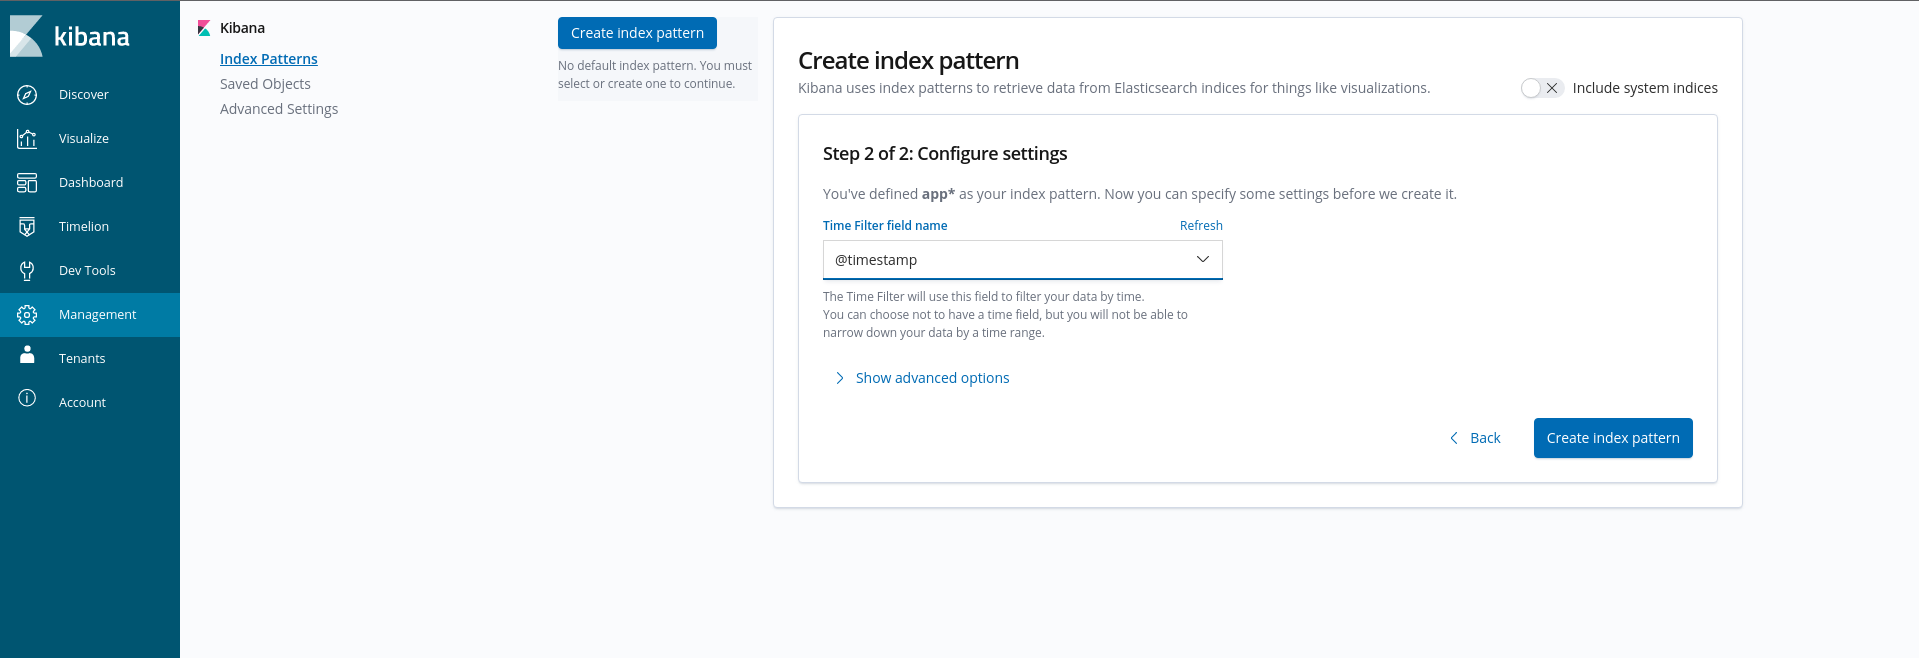 kibana
Discover
Visualize
Dashboard
Timelion
Dev Tools
Management
Tenants
Account
Kibana
Index Patterns
Saved Objects
Advanced Settings
Create index pattern
No default index pattern. You must
select or create one to continue.
Create index pattern
Kibana uses index patterns to retrieve data from Elasticsearch indices for things like visualizations.
Include system indices
Step 2 of 2: Configure settings
You've defined app* as your index pattern. Now you can specify some settings before we create it.
Time Filter field name
Refresh
@timestamp
The Time Filter will use this field to filter your data by time.
You can choose not to have a time field, but you will not be able to
narrow down your data by a time range.
Show advanced options
Back
Create index pattern